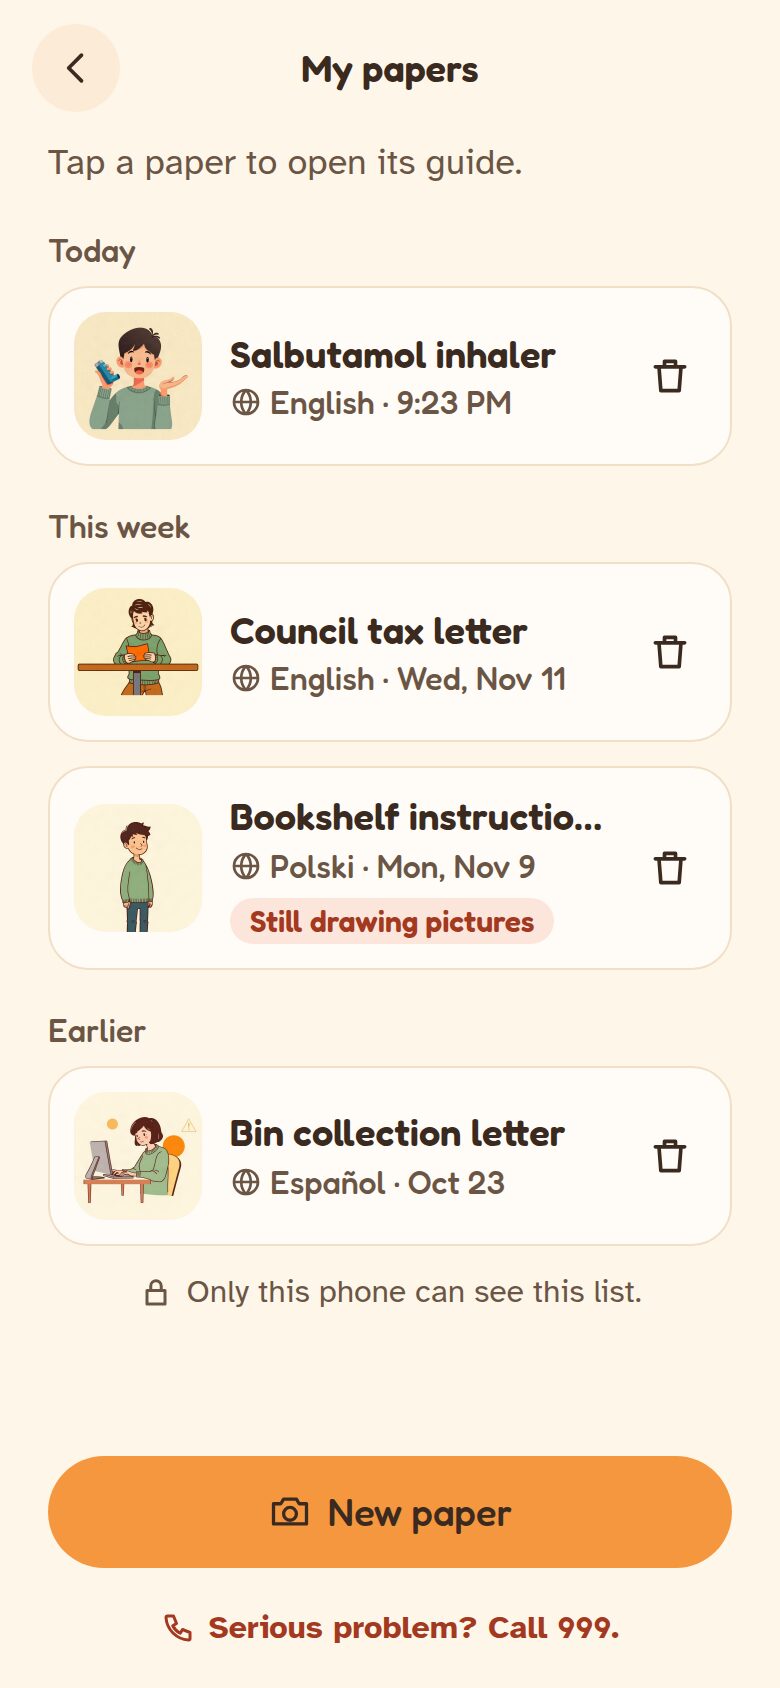 My papers
Tap a paper to open its guide.
Today
Salbutamol inhaler
English · 9:23 PM
This week
Council tax letter
English · Wed, Nov 11
Bookshelf instructio...
Polski · Mon, Nov 9
Still drawing pictures
Earlier
Bin collection letter
Español · Oct 23
Only this phone can see this list.
New paper
Serious problem? Call 999.